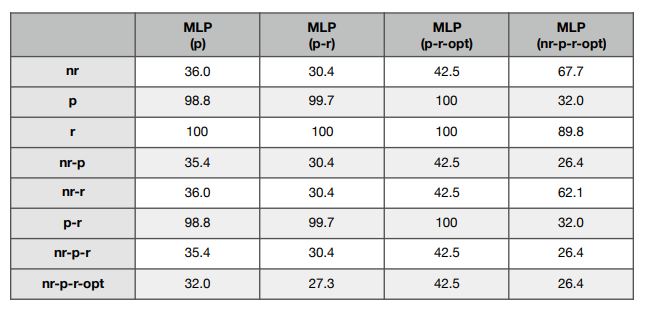 MLP MLP MLP MLP
(p) (p-r) (p-r-opt) (nr-p-r-opt)
nr 36.0 30.4 42.5 67.7
p 98.8 99.7 100 32.0
r 100 100 100 89.8
nr-p 35.4 30.4 42.5 26.4
nr-r 36.0 30.4 42.5 62.1
p-r 98.8 99.7 100 32.0
nr-p-r 35.4 30.4 42.5 26.4
nr-p-r-opt 32.0 27.3 42.5 26.4